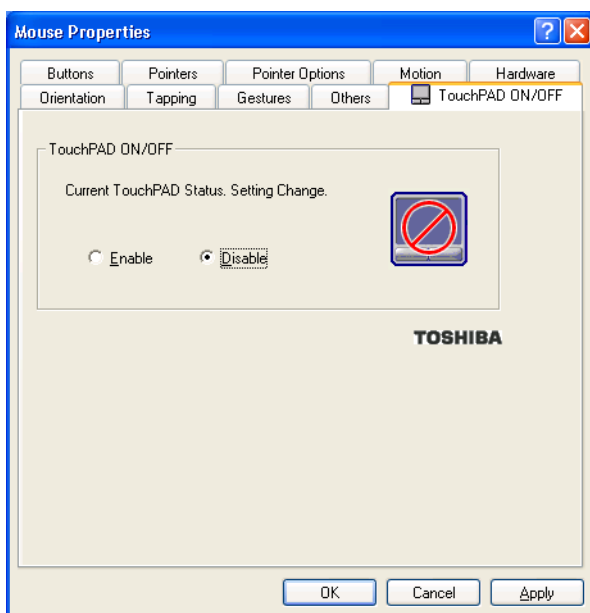 Mouse Properties
Buttons Pointers Pointer Options Motion Hardware
Orientation Tapping Gestures Others TouchPAD ON/OFF
TouchPAD ON/OFF
Current TouchPAD Status. Setting Change.
Enable Disable
TOSHIBA
OK Cancel Apply